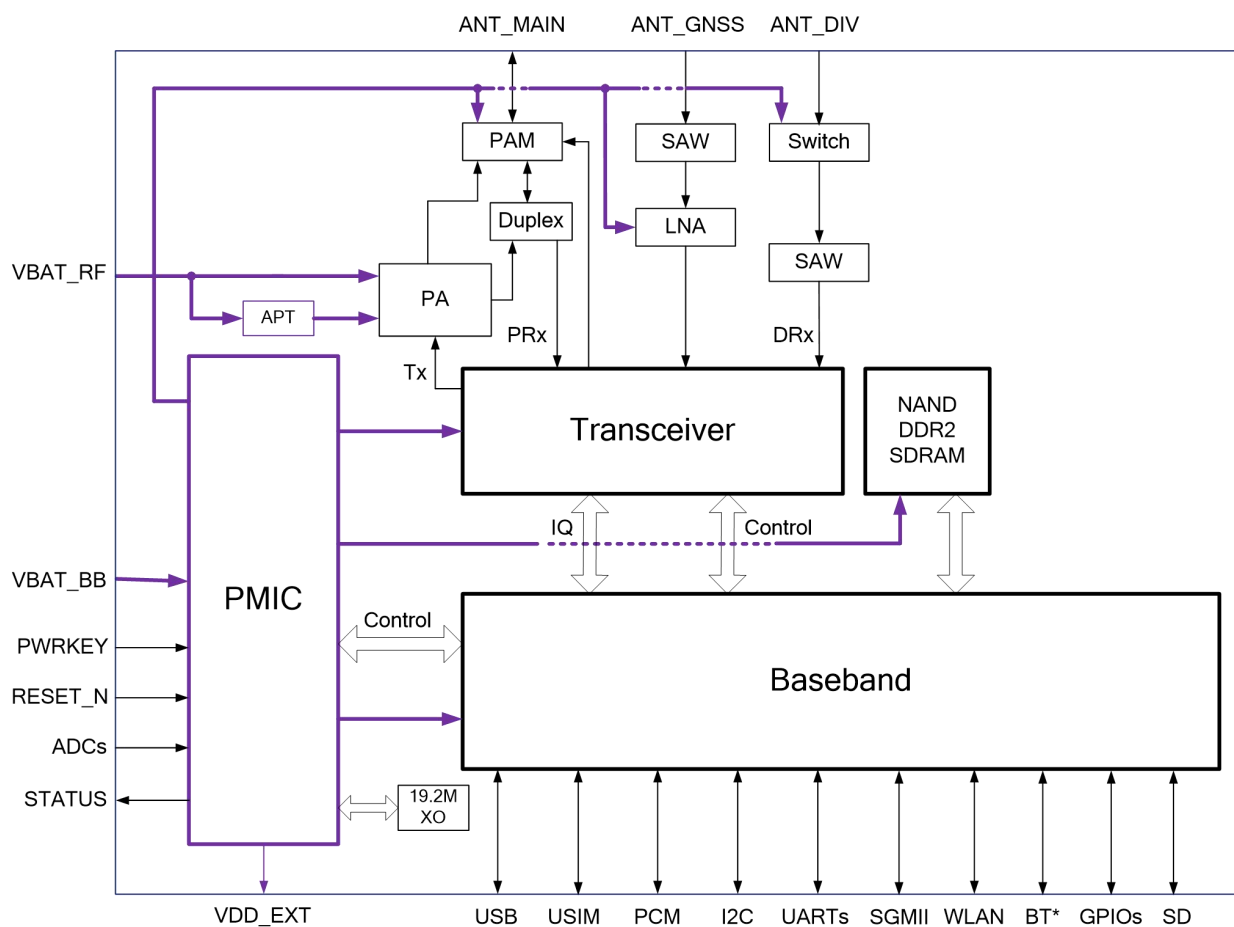 ANT_MAIN
ANT_GNSS
ANT_DIV
PAM
SAW
Switch
Duplex
LNA
SAW
VBAT_RF
PA
APT
PRx
DRx
Tx
Transceiver
NAND
DDR2
SDRAM
IQ
Control
VBAT_BB
PMIC
Control
PWRKEY
Baseband
RESET_N
ADCs
STATUS
19.2M
XO
VDD_EXT
USB
USIM
PCM
I2C
UARTs
SGMII
WLAN
BT*
GPIOs
SD